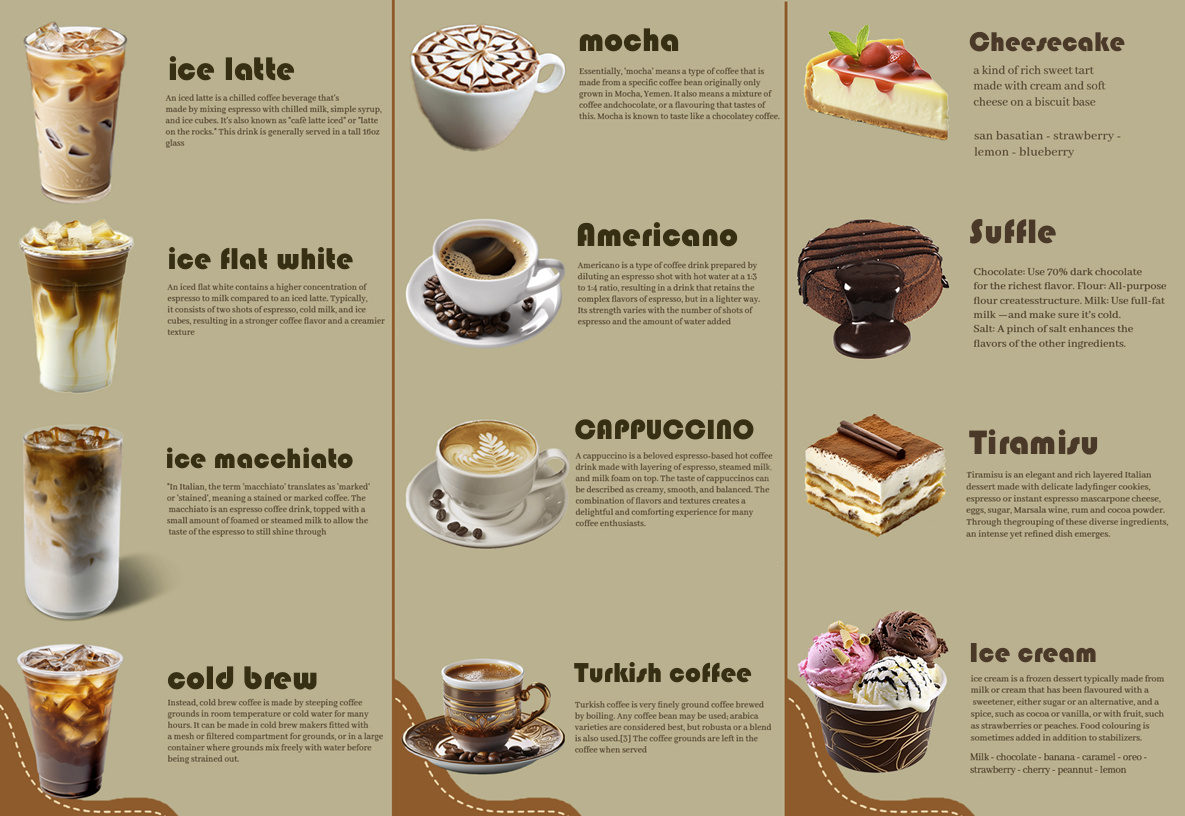 ice latte
An iced latte is a chilled coffee beverage that's
made by mixing espresso with chilled milk, simple syrup,
and ice cubes. It's also known as "cafè latte iced" or "latte
on the rocks." This drink is generally served in a tall 16oz
glass
ice flat white
An iced flat white contains a higher concentration of
espresso to milk compared to an iced latte. Typically,
it consists of two shots of espresso, cold milk, and ice
cubes, resulting in a stronger coffee flavor and a creamier
texture
ice macchiato
"In Italian, the term 'macchiato' translates as 'marked'
or 'stained', meaning a stained or marked coffee. The
macchiato is an espresso coffee drink, topped with a
small amount of foamed or steamed milk to allow the
taste of the espresso to still shine through
cold brew
Instead, cold brew coffee is made by steeping coffee
grounds in room temperature or cold water for many
hours. It can be made in cold brew makers fitted with
a mesh or filtered compartment for grounds, or in a large
container where grounds mix freely with water before
being strained out.
mocha
Essentially, 'mocha' means a type of coffee that is
made from a specific coffee bean originally only
grown in Mocha, Yemen. It also means a mixture of
coffee andchocolate, or a flavouring that tastes of
this. Mocha is known to taste like a chocolatey coffee.
Americano
Americano is a type of coffee drink prepared by
diluting an espresso shot with hot water at a 1:3
to 1:4 ratio, resulting in a drink that retains the
complex flavors of espresso, but in a lighter way.
Its strength varies with the number of shots of
espresso and the amount of water added
CAPPUCCINO
A cappuccino is a beloved espresso-based hot coffee
drink made with layering of espresso, steamed milk,
and milk foam on top. The taste of cappuccinos can
be described as creamy, smooth, and balanced. The
combination of flavors and textures creates a
delightful and comforting experience for many
coffee enthusiasts.
Turkish coffee
Turkish coffee is very finely ground coffee brewed
by boiling. Any coffee bean may be used; arabica
varieties are considered best, but robusta or a blend
is also used.[3] The coffee grounds are left in the
coffee when served
Cheesecake
a kind of rich sweet tart
made with cream and soft
cheese on a biscuit base
san basatian - strawberry -
lemon - blueberry
Suffle
Chocolate: Use 70% dark chocolate
for the richest flavor. Flour: All-purpose
flour createsstructure. Milk: Use full-fat
milk —and make sure it's cold.
Salt: A pinch of salt enhances the
flavors of the other ingredients.
Tiramisu
Tiramisu is an elegant and rich layered Italian
dessert made with delicate ladyfinger cookies,
espresso or instant espresso mascarpone cheese,
eggs, sugar, Marsala wine, rum and cocoa powder.
Through thegrouping of these diverse ingredients,
an intense yet refined dish emerges.
Ice cream
ice cream is a frozen dessert typically made from
milk or cream that has been flavoured with a
sweetener, either sugar or an alternative, and a
spice, such as cocoa or vanilla, or with fruit, such
as strawberries or peaches. Food colouring is
sometimes added in addition to stabilizers.
Milk - chocolate - banana - caramel - oreo -
strawberry - cherry - peannut - lemon